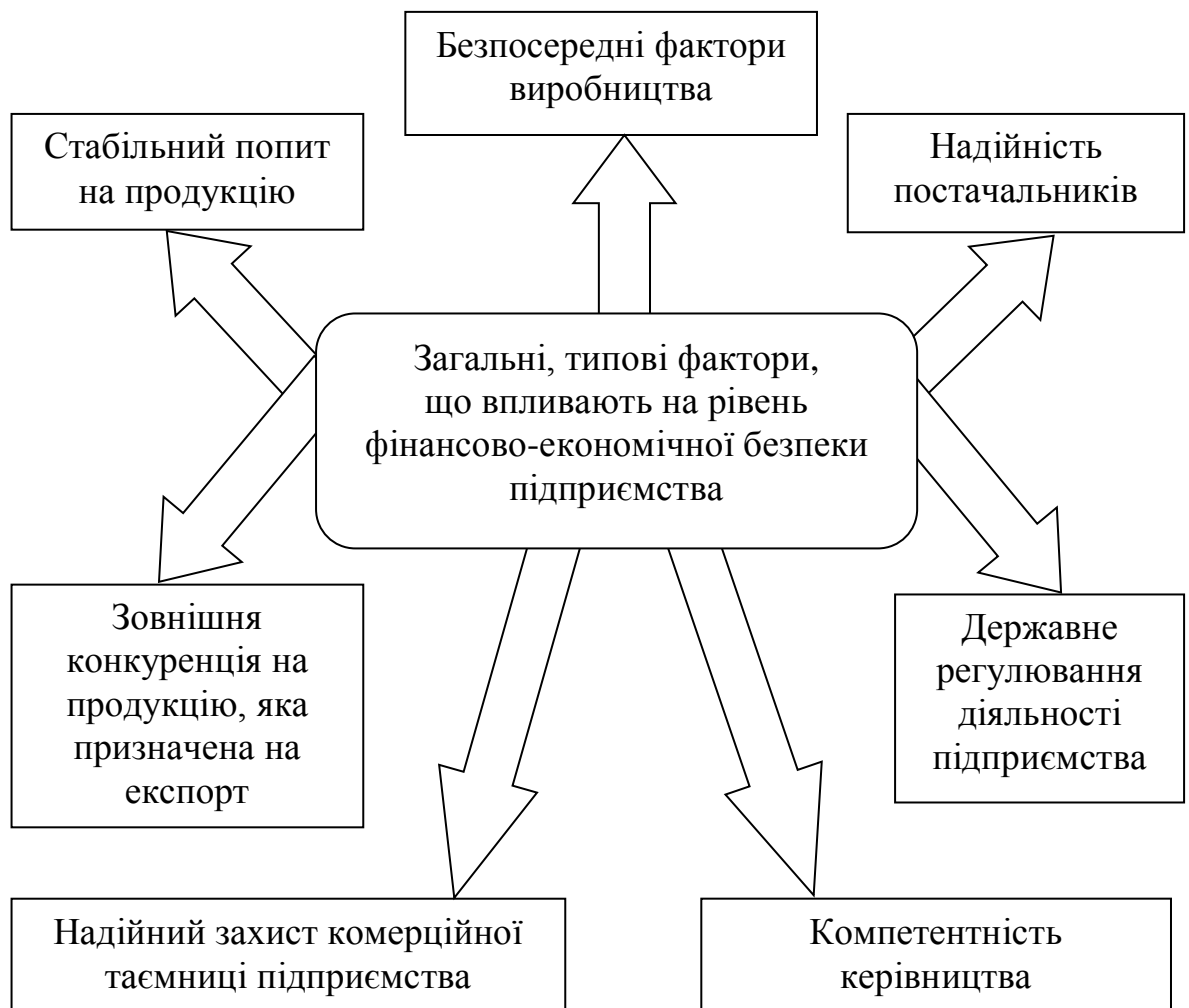 Безпосередні фактори
виробництва
Стабільний попит
на продукцію
Надійність
постачальників
Загальні, типові фактори,
що впливають на рівень
фінансово-економічної безпеки
підприємства
Зовнішня
конкуренція на
продукцію, яка
призначена на
експорт
Державне
регулювання
діяльності
підприємства
Надійний захист комерційної
таємниці підприємства
Компетентність
керівництва